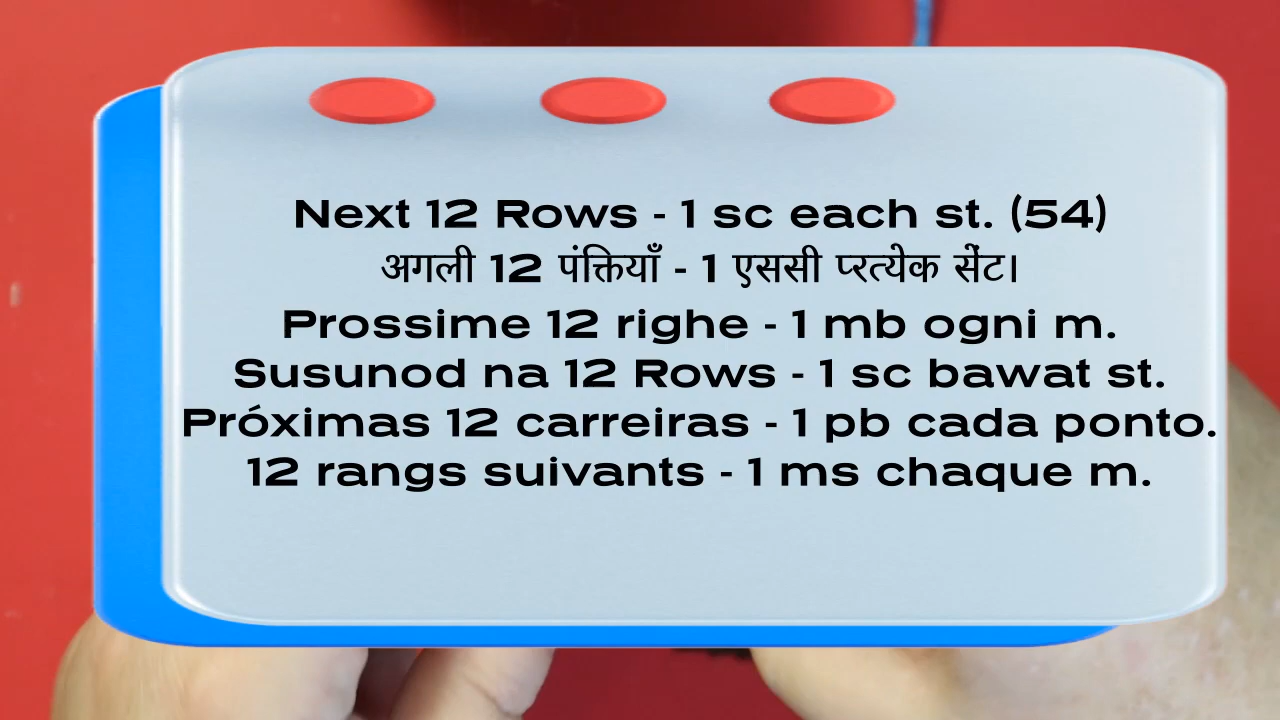 Next 12 Rows - 1 sc each st. (54)
अगली 12 पंक्तियाँ - 1 एससी प्रत्येक सेंट।
Prossime 12 righe - 1 mb ogni m.
Susunod na 12 Rows - 1 sc bawat st.
Próximas 12 carreiras - 1 pb cada ponto.
12 rangs suivants - 1 ms chaque m.